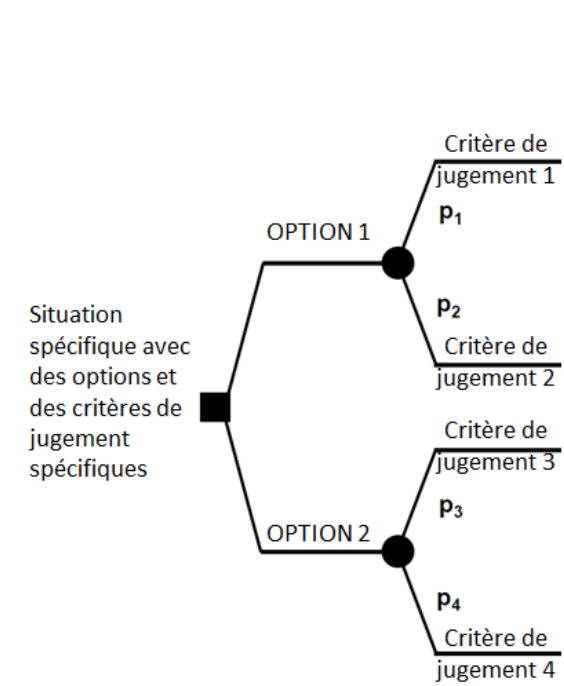 Situation
spécifique avec
des options et
des critères de
jugement
spécifiques
OPTION 1
Critère de
jugement 1
p₁
p₂
Critère de
jugement 2
OPTION 2
Critère de
jugement 3
p₃
p₄
Critère de
jugement 4